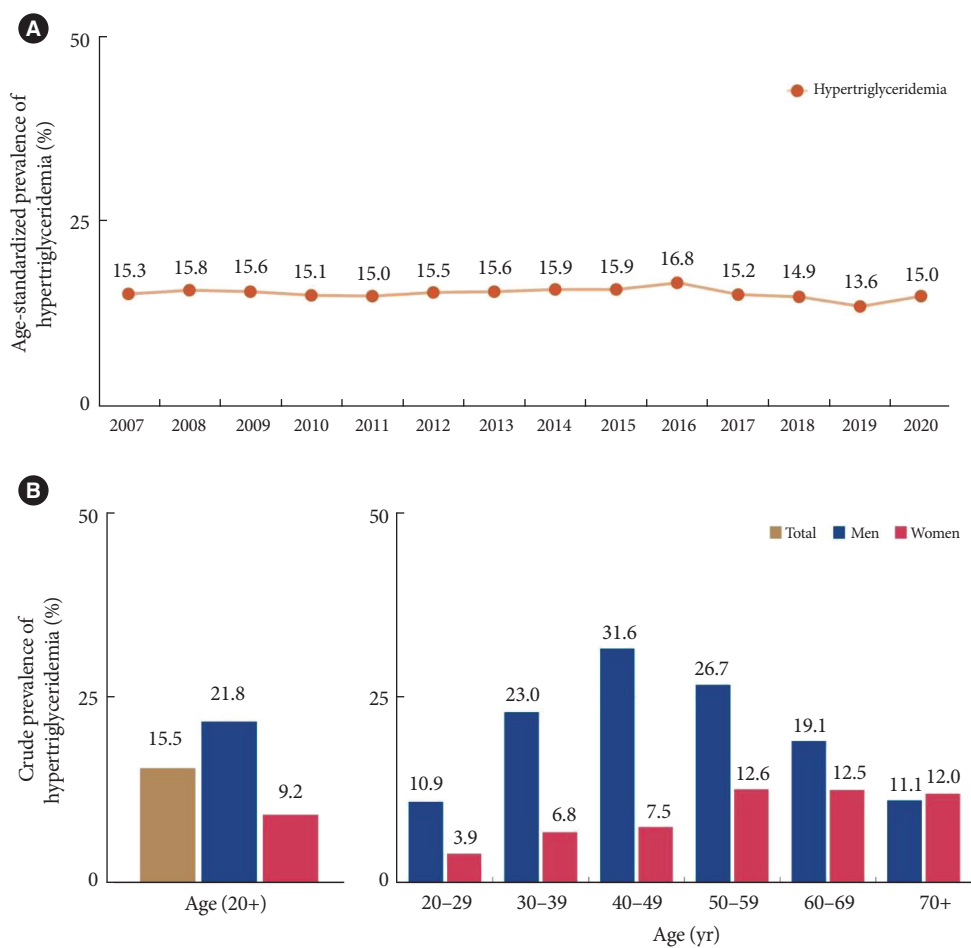 A
50
Hypertriglyceridemia
Age-standardized prevalence of
hypertriglyceridemia (%)
25
15.3 15.8 15.6 15.1 15.0 15.5 15.6 15.9 15.9 16.8 15.2 14.9 13.6 15.0
0
2007 2008 2009 2010 2011 2012 2013 2014 2015 2016 2017 2018 2019 2020
B
Crude prevalence of
hypertriglyceridemia (%)
50
25
0
15.5 21.8 9.2
Age (20+)
50
Total Men Women
25
0
10.9 3.9 23.0 6.8 31.6 7.5 26.7 12.6 19.1 12.5 11.1 12.0
20–29 30–39 40–49 50–59 60–69 70+
Age (yr)